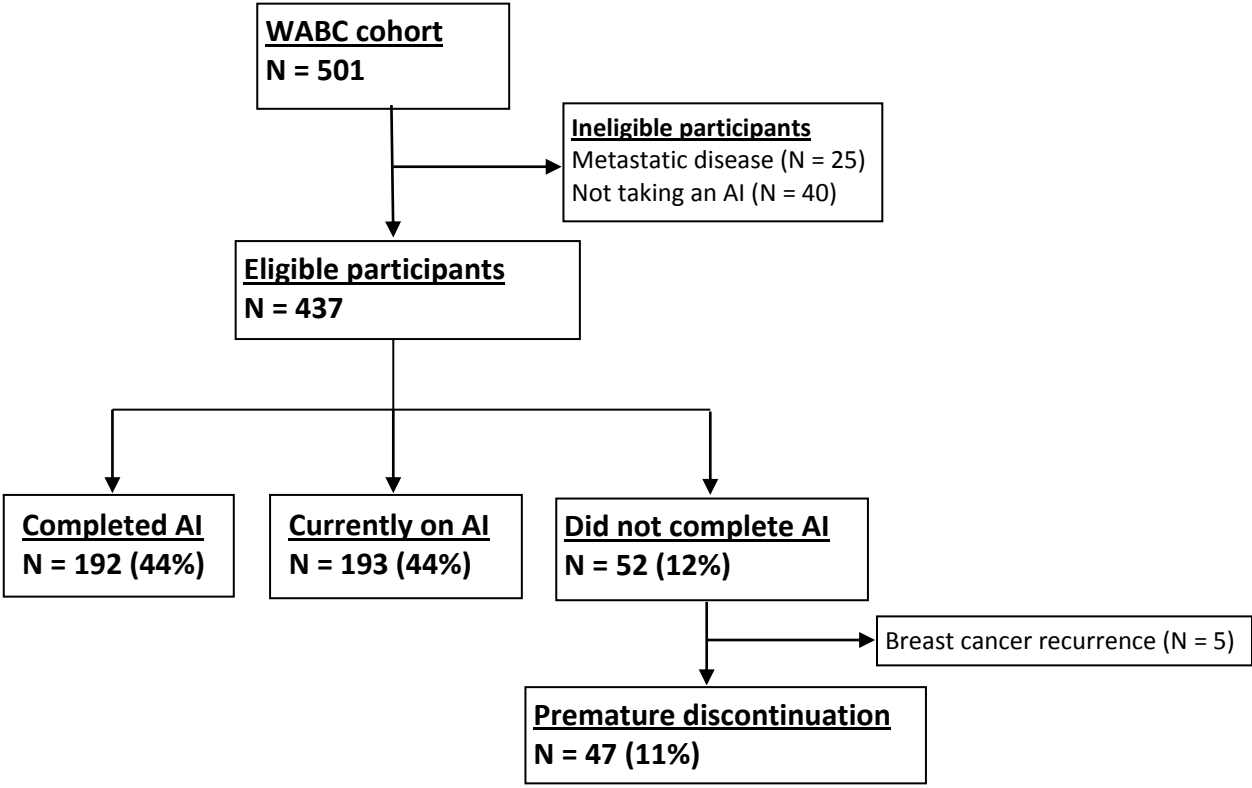 WABC cohort
N = 501
Ineligible participants
Metastatic disease (N = 25)
Not taking an AI (N = 40)
Eligible participants
N = 437
Completed AI
N = 192 (44%)
Currently on AI
N = 193 (44%)
Did not complete AI
N = 52 (12%)
Breast cancer recurrence (N = 5)
Premature discontinuation
N = 47 (11%)